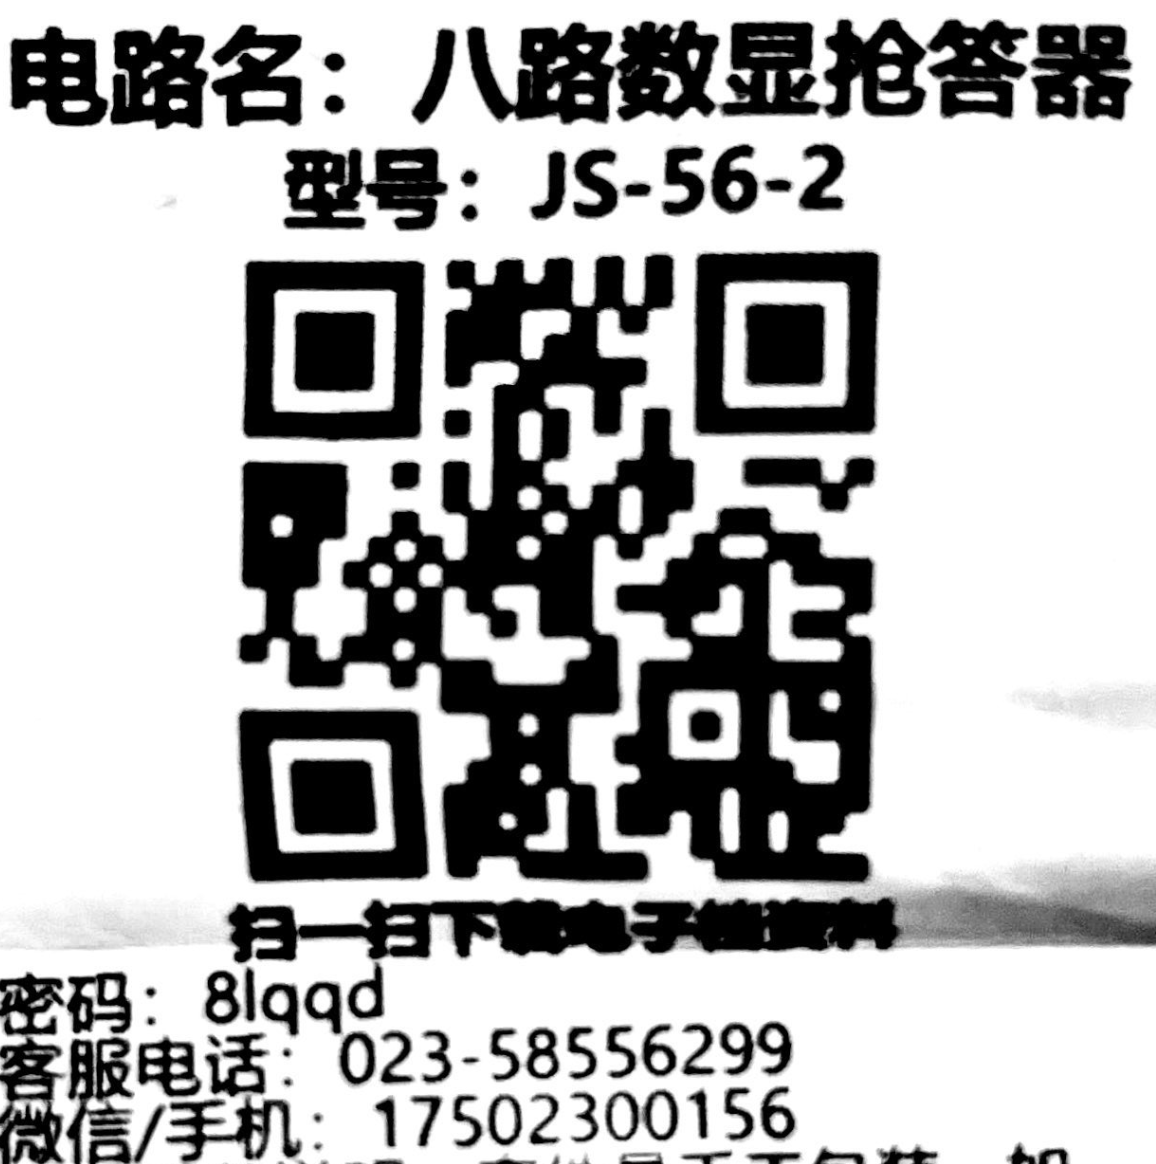 电路名：八路数显抢答器
型号：JS-56-2
扫一扫下载电子档资料
密码：8lqqd
客服电话：023-58556299
微信/手机：17502300156